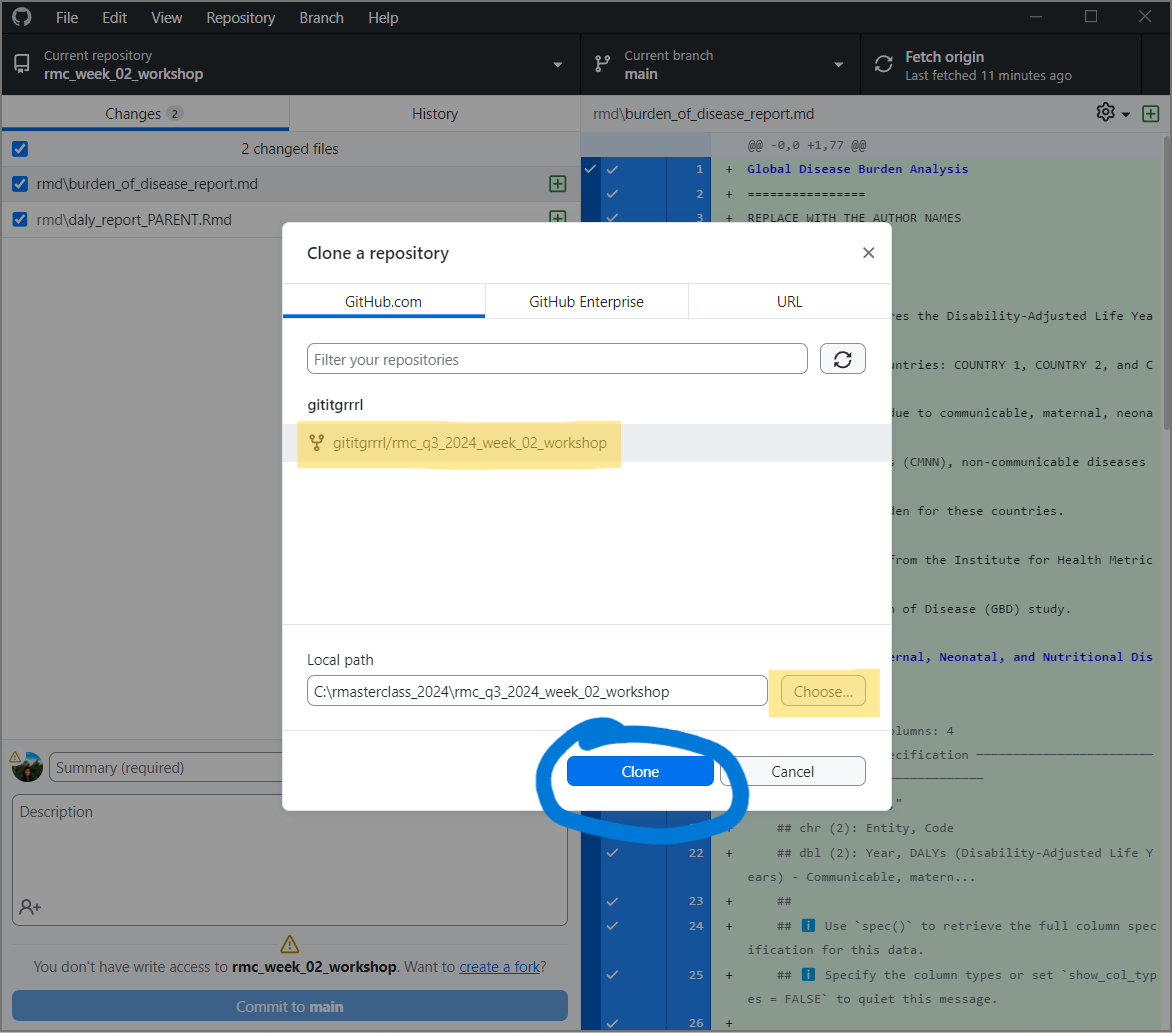 File Edit View Repository Branch Help
Current repository
rmc_week_02_workshop
Current branch
main
Fetch origin
Last fetched 11 minutes ago
Changes 2
History
rmd\burden_of_disease_report.md
2 changed files
rmd\burden_of_disease_report.md
rmd\daly_report_PARENT.Rmd
@@ -0,0 +1,77 @@
1 + Global Disease Burden Analysis
2 + ================
3 + REPLACE WITH THE AUTHOR NAMES
Clone a repository
GitHub.com
GitHub Enterprise
URL
Filter your repositories
gititgrrrl
gititgrrrl/rmc_q3_2024_week_02_workshop
Local path
C:\rmasterclass_2024\rmc_q3_2024_week_02_workshop
Choose...
Clone
Cancel
res the Disability-Adjusted Life Yea
untries: COUNTRY 1, COUNTRY 2, and C
due to communicable, maternal, neona
s (CMNN), non-communicable diseases
den for these countries.
from the Institute for Health Metric
n of Disease (GBD) study.
ernal, Neonatal, and Nutritional Dis
olumns: 4
ecification
"
+ ## chr (2): Entity, Code
22 + ## dbl (2): Year, DALYs (Disability-Adjusted Life Y
ears) - Communicable, matern...
23 + ##
24 + ## i Use `spec()` to retrieve the full column spec
ification for this data.
25 + ## i Specify the column types or set `show_col_typ
es = FALSE` to quiet this message.
26 +
Summary (required)
Description
You don't have write access to rmc_week_02_workshop. Want to create a fork?
Commit to main